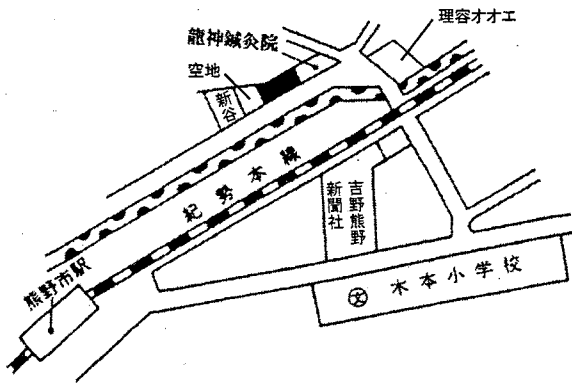 理容オオエ
龍神鍼灸院
空地
新谷
紀勢本線
吉野熊野
新聞社
熊野市駅
文
木本小学校